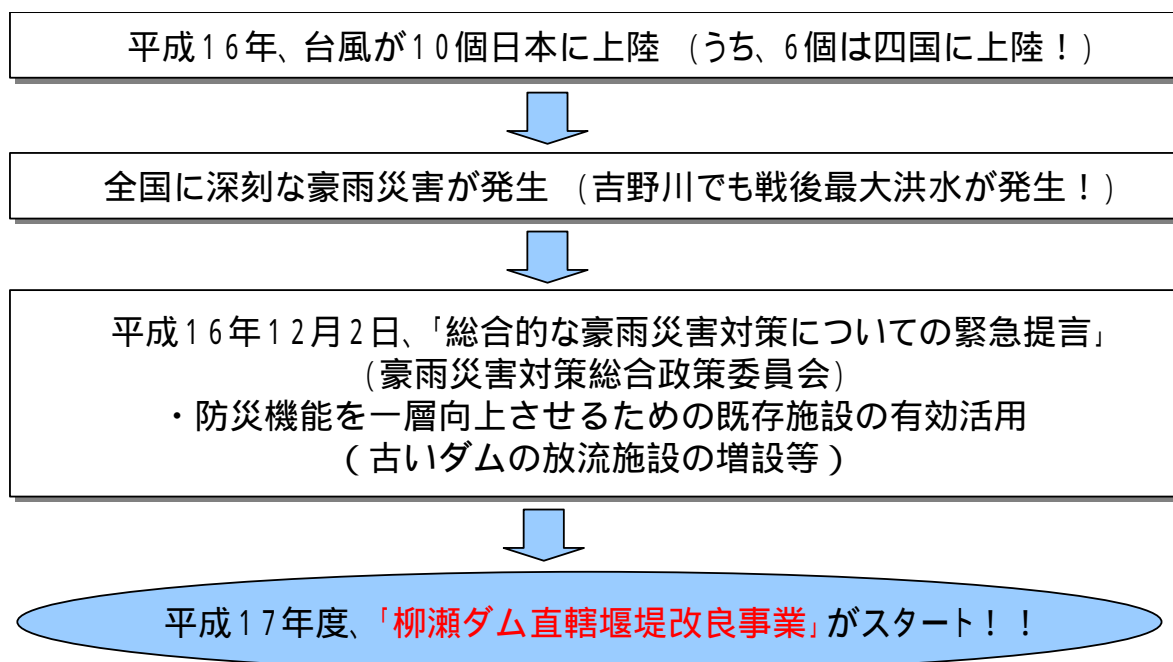 平成16年、台風が10個日本に上陸 (うち、6個は四国に上陸！)
全国に深刻な豪雨災害が発生 (吉野川でも戦後最大洪水が発生！)
平成16年12月2日、「総合的な豪雨災害対策についての緊急提言」
(豪雨災害対策総合政策委員会)
・防災機能を一層向上させるための既存施設の有効活用
（古いダムの放流施設の増設等）
平成17年度、「柳瀬ダム直轄堰堤改良事業」がスタート！！